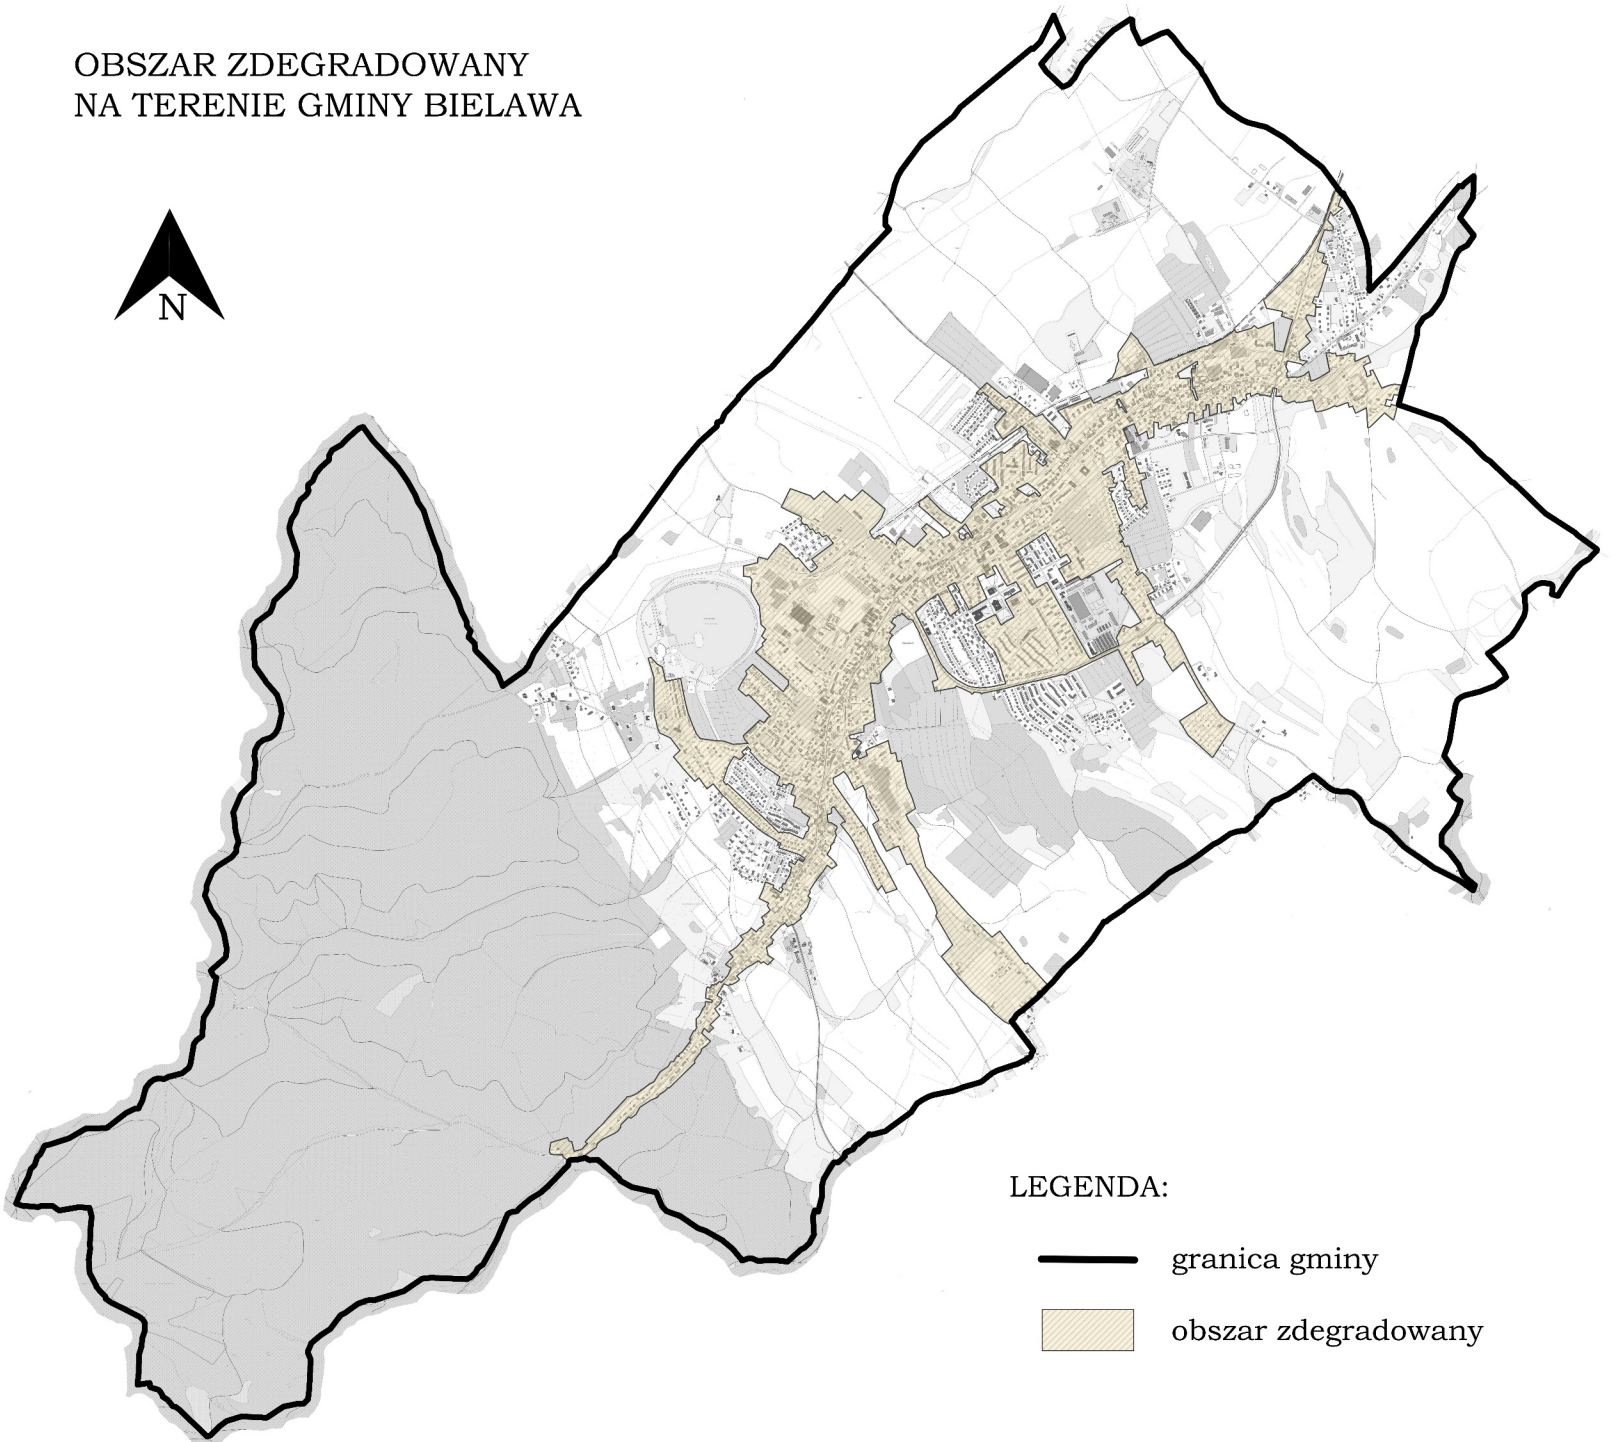 OBSZAR ZDEGRADOWANY
NA TERENIE GMINY BIELAWA
N
LEGENDA:
granica gminy
obszar zdegradowany